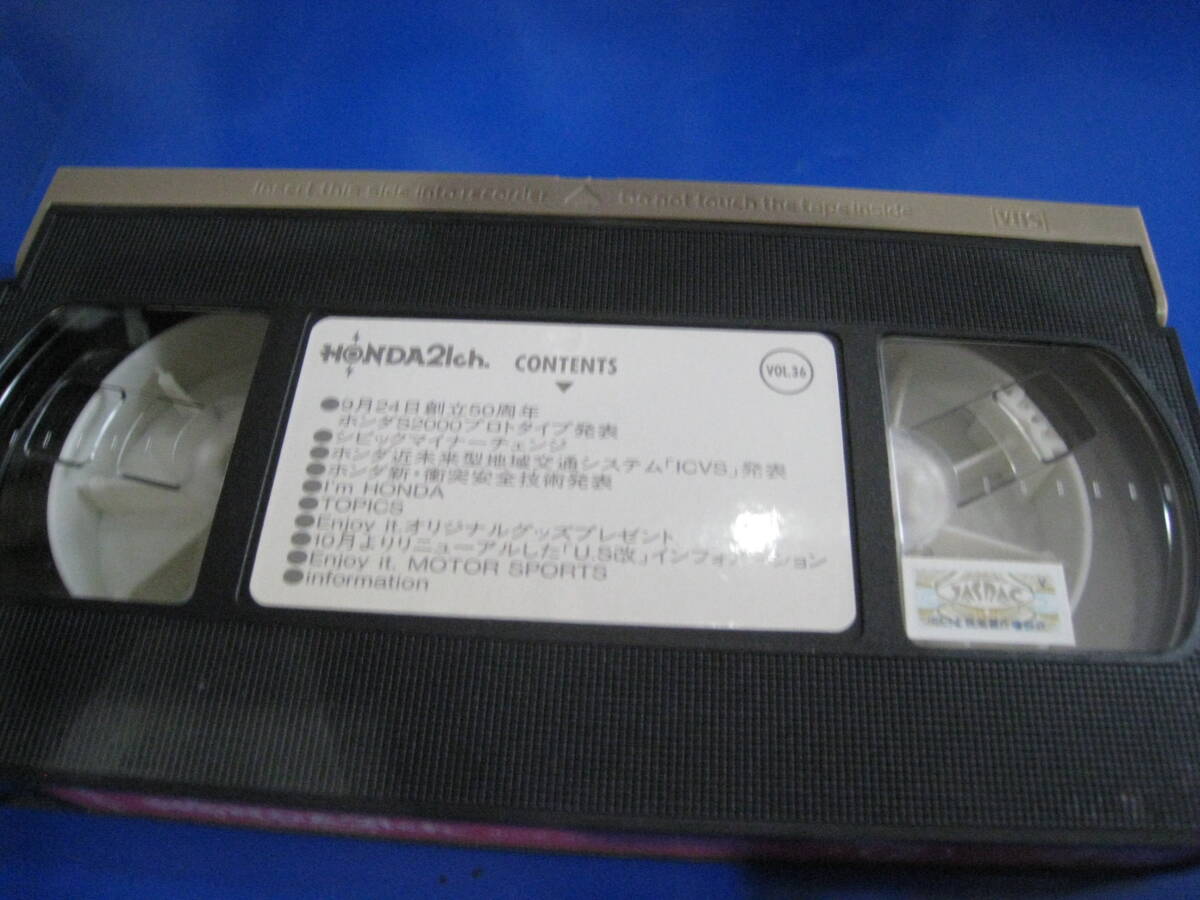 Insert this side into recorder △ Do not touch the tape inside VHS
HONDA21ch. CONTENTS VOL.36
▼
●9月24日創立50周年
ホンダS2000プロトタイプ発表
●シビックマイナーチェンジ
●ホンダ近未来型地域交通システム「ICVS」発表
●ホンダ新・衝突安全技術発表
●I'm HONDA
●TOPICS
●Enjoy it.オリジナルグッズプレゼント
●10月よりリニューアルした「U.S改」インフォメーション
●Enjoy it. MOTOR SPORTS
●information
JASRAC